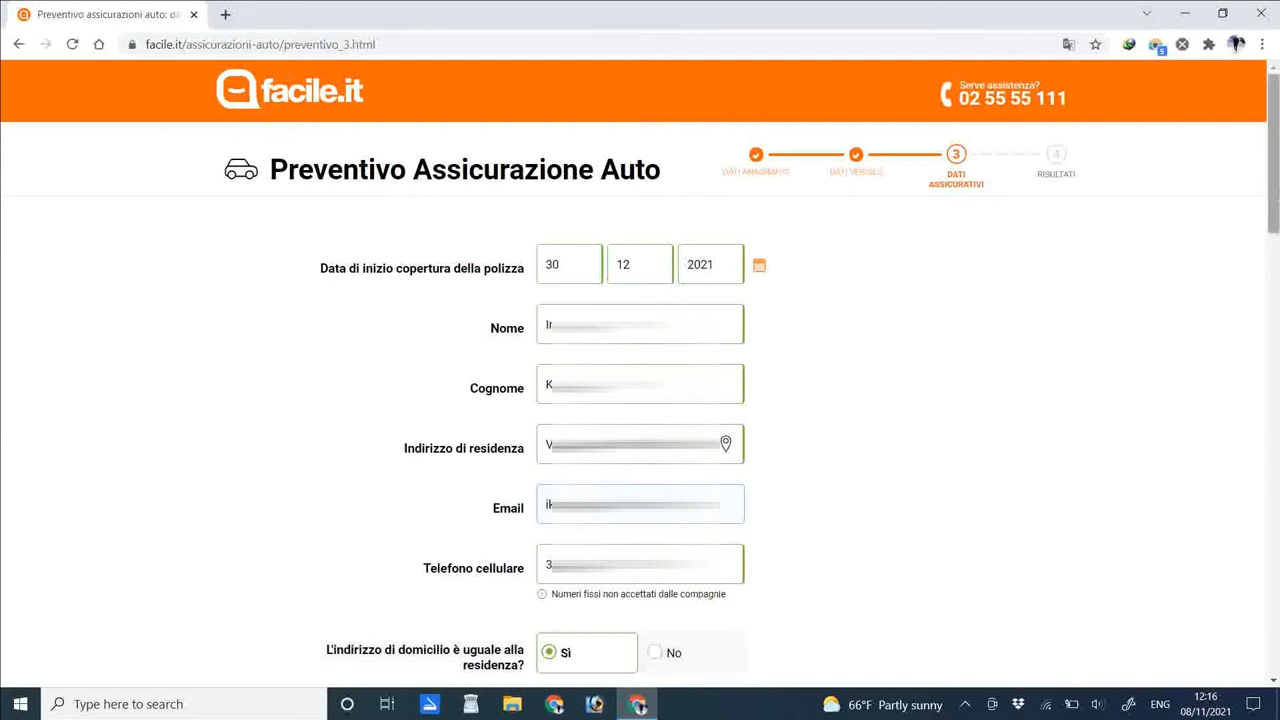 Preventivo assicurazioni auto: da
facile.it/assicurazioni-auto/preventivo_3.html
5
facile.it
Serve assistenza?
02 55 55 111
Preventivo Assicurazione Auto
3
4
DATI ANAGRAFICI
DATI VEICOLO
DATI
ASSICURATIVI
RISULTATI
Data di inizio copertura della polizza
30
12
2021
Nome
Cognome
Indirizzo di residenza
V
Email
ik
Telefono cellulare
3
Numeri fissi non accettati dalle compagnie
L'indirizzo di domicilio è uguale alla
residenza?
Sì
No
Type here to search
66°F Partly sunny
ENG
12:16
08/11/2021